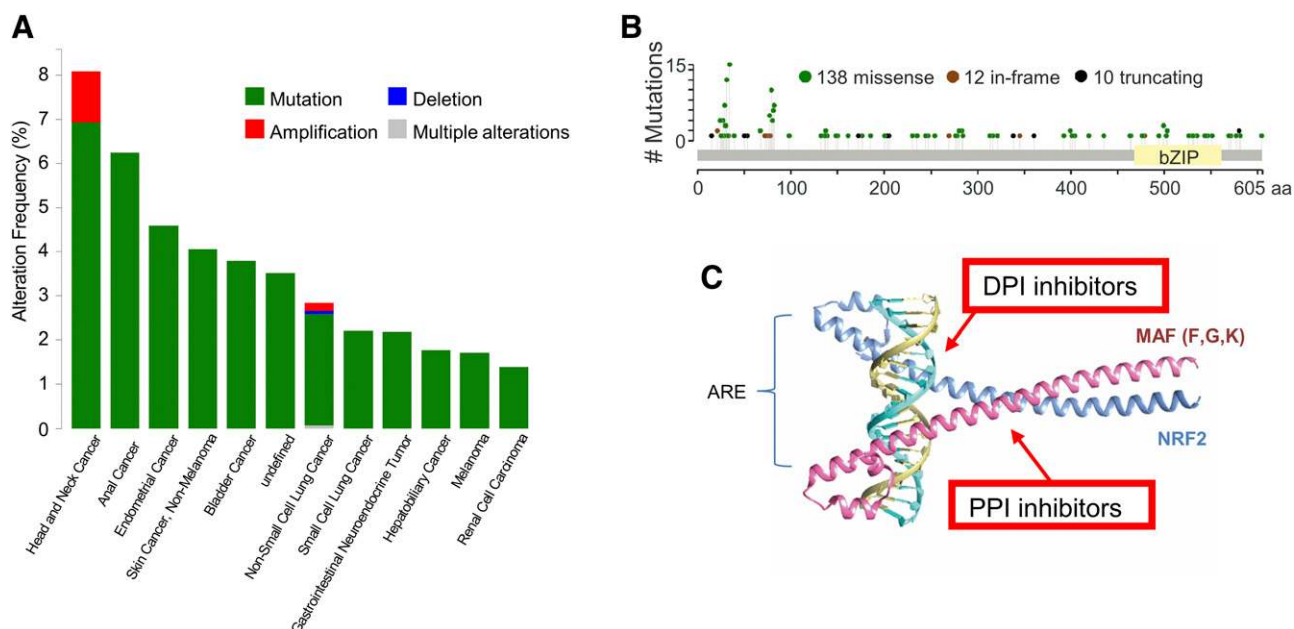 A
Alteration Frequency (%)
8
7
6
5
4
3
2
1
0
Mutation
Deletion
Amplification
Multiple alterations
Head and Neck Cancer
Anal Cancer
Endometrial Cancer
Skin Cancer, Non-Melanoma
Bladder Cancer
undefined
Non-Small Cell Lung Cancer
Small Cell Lung Cancer
Gastrointestinal Neuroendocrine Tumor
Hepatobiliary Cancer
Melanoma
Renal Cell Carcinoma
B
# Mutations
15
0
138 missense
12 in-frame
10 truncating
bZIP
0 100 200 300 400 500 605 aa
C
DPI inhibitors
MAF (F,G,K)
ARE
NRF2
PPI inhibitors